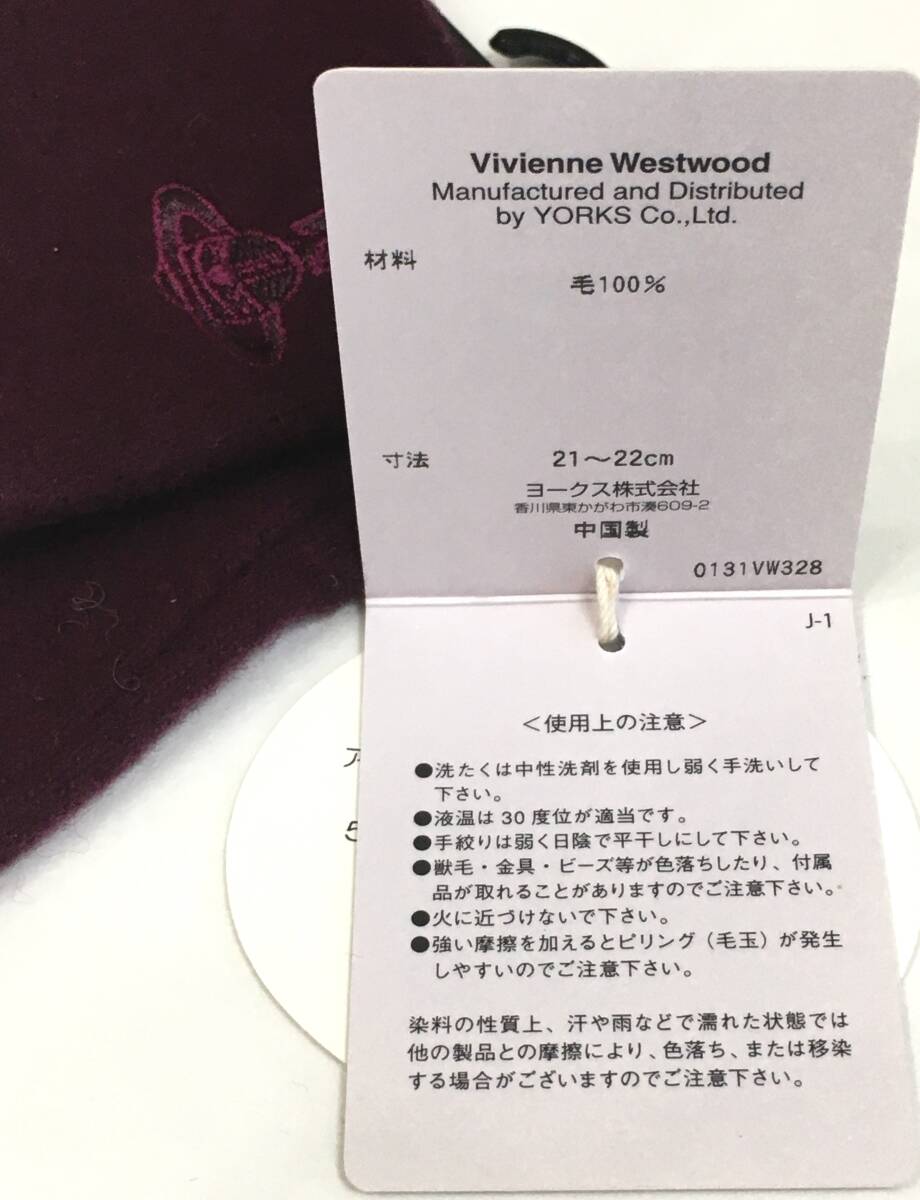 Vivienne Westwood
Manufactured and Distributed
by YORKS Co.,Ltd.
材料
毛100%
寸法
21〜22cm
ヨークス株式会社
香川県東かがわ市湊609-2
中国製
0131VW328
J-1
<使用上の注意>
●洗たくは中性洗剤を使用し弱く手洗いして
下さい。
●液温は30度位が適当です。
●手絞りは弱く日陰で平干しにして下さい。
●獣毛・金具・ビーズ等が色落ちしたり、付属
品が取れることがありますのでご注意下さい。
●火に近づけないで下さい。
●強い摩擦を加えるとピリング(毛玉)が発生
しやすいのでご注意下さい。
染料の性質上、汗や雨などで濡れた状態では
他の製品との摩擦により、色落ち、または移染
する場合がございますのでご注意下さい。
ア
5